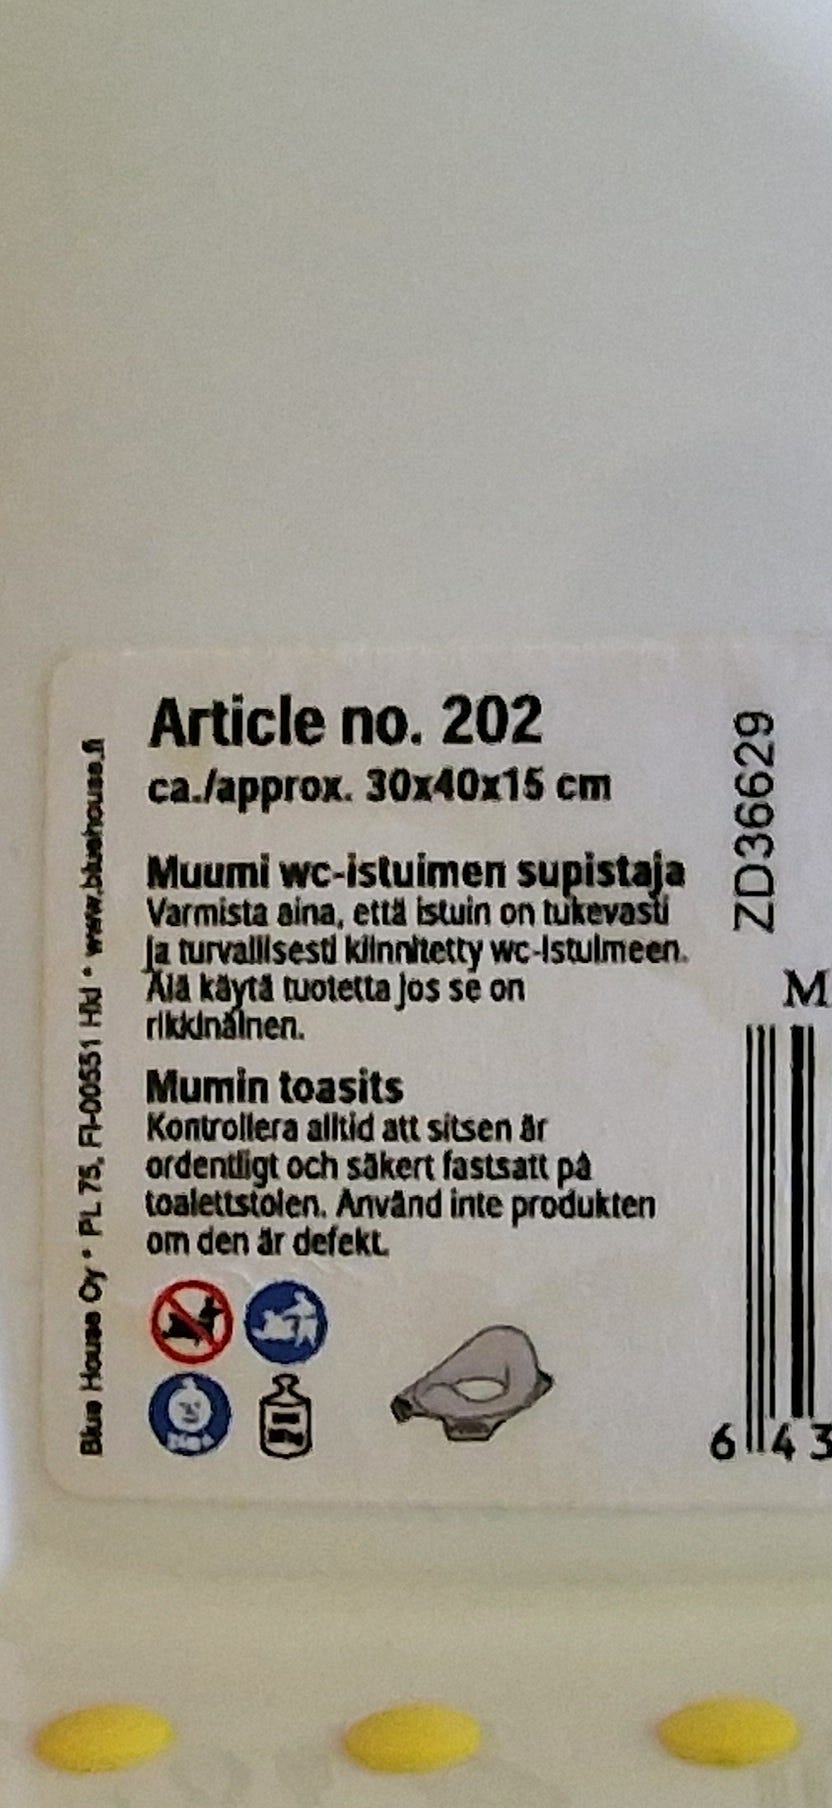 Article no. 202
ca./approx. 30x40x15 cm
Muumi wc-istuimen supistaja
Varmista aina, että istuin on tukevasti
ja turvallisesti kiinnitetty wc-istuimeen.
Älä käytä tuotetta jos se on
rikkinäinen.
Mumin toasits
Kontrollera alltid att sitsen är
ordentligt och säkert fastsatt på
toalettstolen. Använd inte produkten
om den är defekt.
Blue House Oy * PL 75, FI-00551 Hki * www.bluehouse.fi
ZD36629
M
6 43